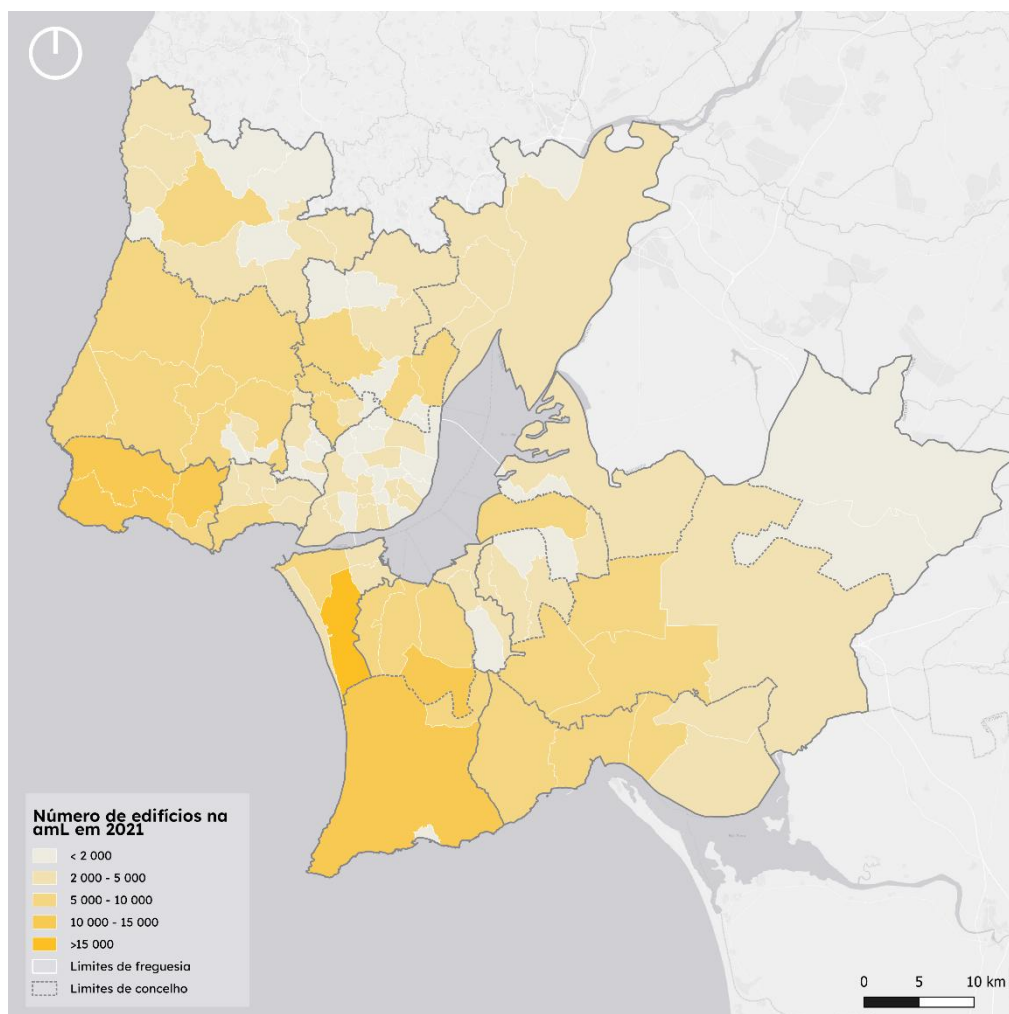 Número de edifícios na
amL em 2021
< 2 000
2 000 - 5 000
5 000 - 10 000
10 000 - 15 000
>15 000
Limites de freguesia
Limites de concelho
0 5 10 km